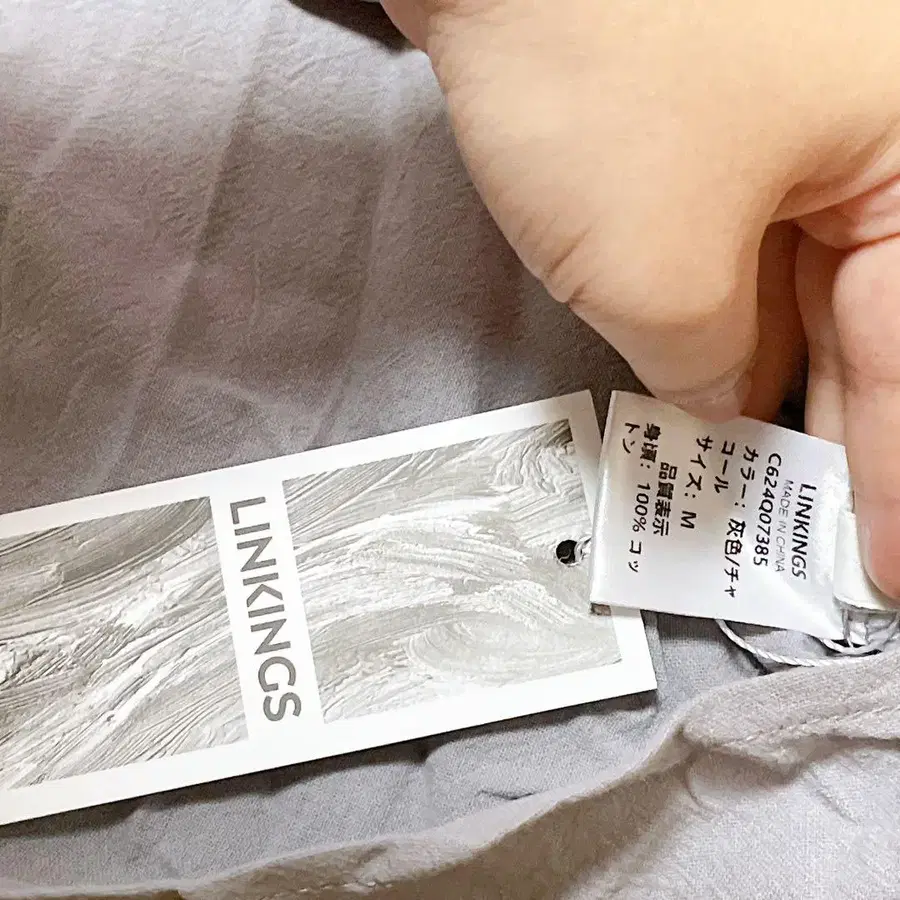 LINKINGS
LINKINGS
MADE IN CHINA
C624Q07385
カラー：灰色/チャ
コール
サイズ：M
品質表示
身頃：100% コッ
トン